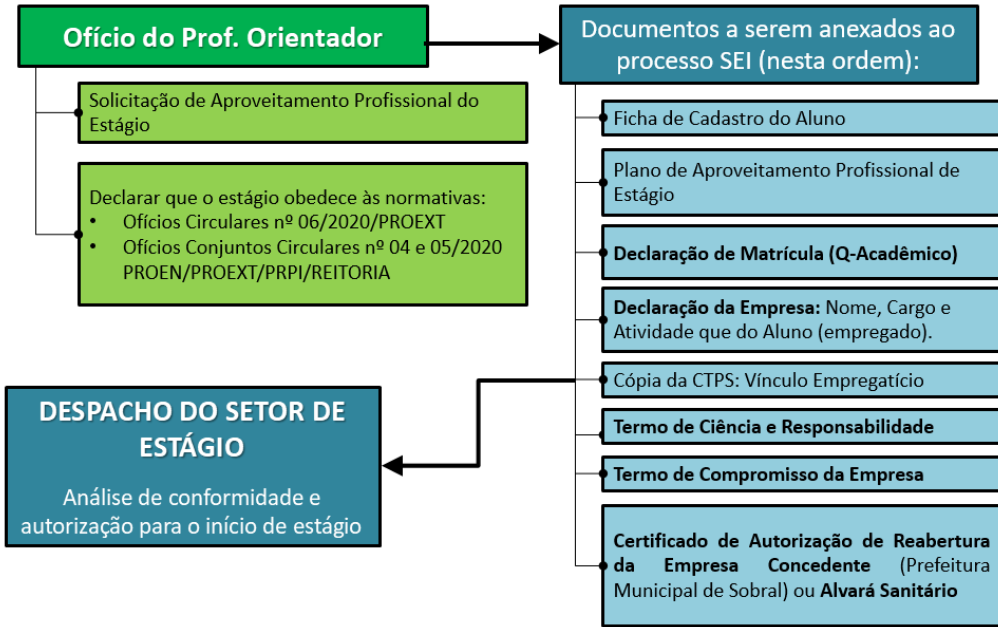 Ofício do Prof. Orientador
Solicitação de Aproveitamento Profissional do
Estágio
Declarar que o estágio obedece às normativas:
• Ofícios Circulares nº 06/2020/PROEXT
• Ofícios Conjuntos Circulares nº 04 e 05/2020
PROEN/PROEXT/PRPI/REITORIA
Documentos a serem anexados ao
processo SEI (nesta ordem):
Ficha de Cadastro do Aluno
Plano de Aproveitamento Profissional de
Estágio
Declaração de Matrícula (Q-Acadêmico)
Declaração da Empresa: Nome, Cargo e
Atividade que do Aluno (empregado).
Cópia da CTPS: Vínculo Empregatício
Termo de Ciência e Responsabilidade
Termo de Compromisso da Empresa
Certificado de Autorização de Reabertura
da Empresa Concedente (Prefeitura
Municipal de Sobral) ou Alvará Sanitário
DESPACHO DO SETOR DE
ESTÁGIO
Análise de conformidade e
autorização para o início de estágio